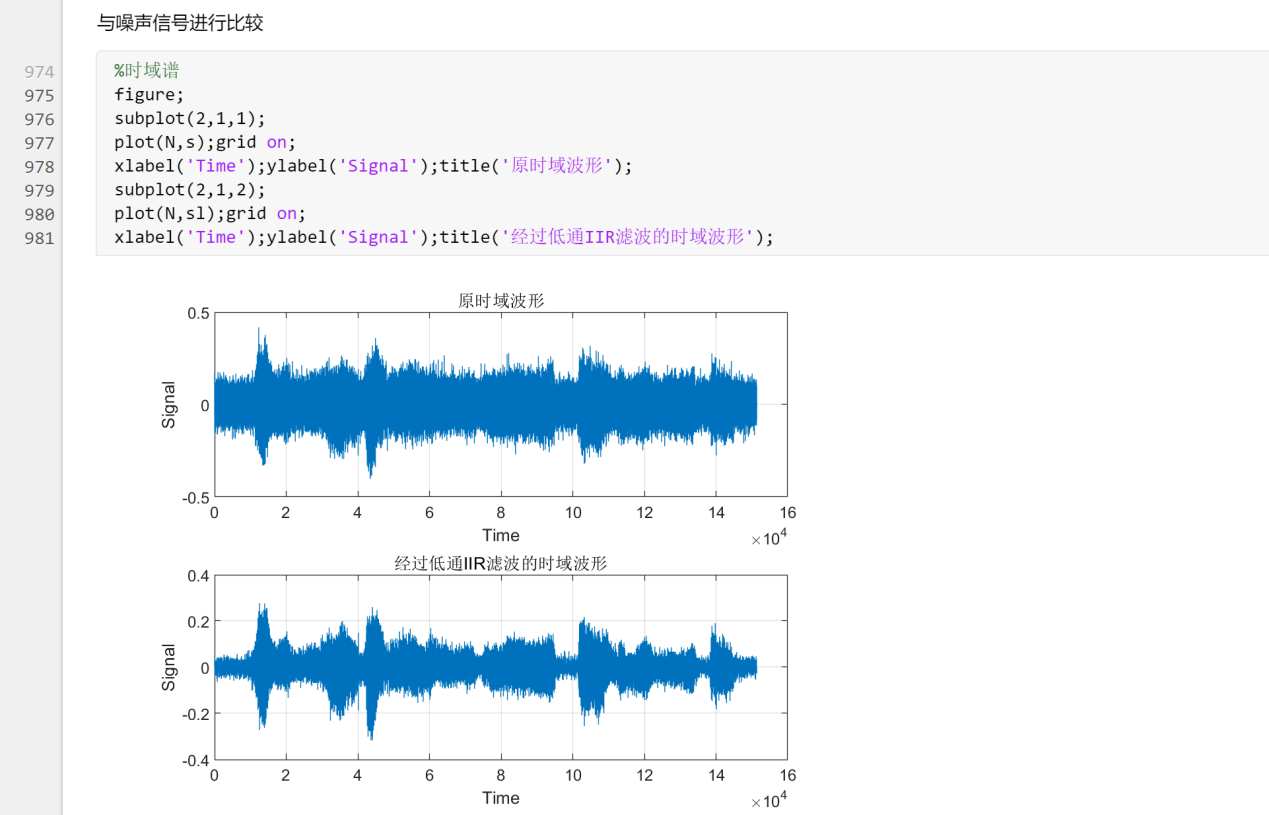 与噪声信号进行比较
974 %时域谱
975 figure;
976 subplot(2,1,1);
977 plot(N,s);grid on;
978 xlabel('Time');ylabel('Signal');title('原时域波形');
979 subplot(2,1,2);
980 plot(N,sl);grid on;
981 xlabel('Time');ylabel('Signal');title('经过低通IIR滤波的时域波形');
原时域波形
0.5
0
-0.5
Signal
0 2 4 6 8 10 12 14 16
Time
×10^4
经过低通IIR滤波的时域波形
0.4
0.2
0
-0.2
-0.4
Signal
0 2 4 6 8 10 12 14 16
Time
×10^4